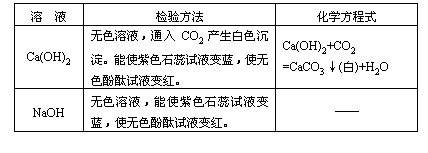 溶 液 检验方法 化学方程式
无色溶液，通入 CO2 产生白色沉
Ca(OH)2 淀。能使紫色石蕊试液变蓝，使无
色酚酞试液变红。
Ca(OH)2+CO2
=CaCO3↓(白)+H2O
NaOH 无色溶液，能使紫色石蕊试液变
蓝，使无色酚酞试液变红。
——